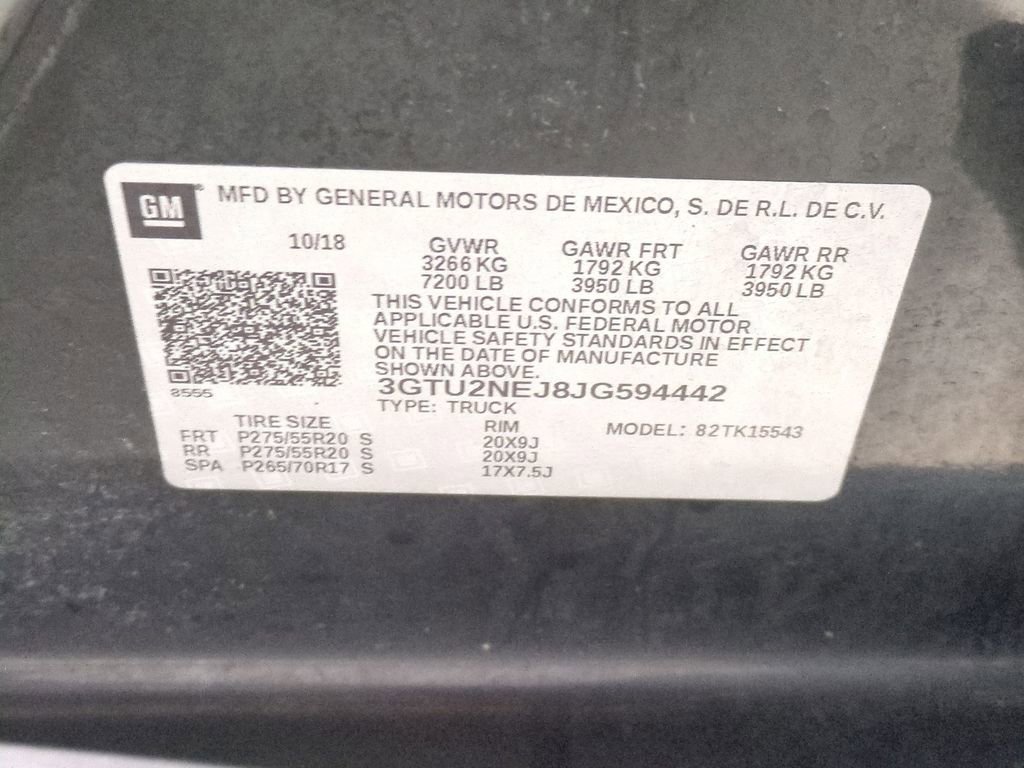 GM MFD BY GENERAL MOTORS DE MEXICO, S. DE R.L. DE C.V.
10/18 GVWR GAWR FRT GAWR RR
3266 KG 1792 KG 1792 KG
7200 LB 3950 LB 3950 LB
THIS VEHICLE CONFORMS TO ALL
APPLICABLE U.S. FEDERAL MOTOR
VEHICLE SAFETY STANDARDS IN EFFECT
ON THE DATE OF MANUFACTURE
SHOWN ABOVE.
8555
3GTU2NEJ8JG594442
TYPE: TRUCK
TIRE SIZE RIM MODEL: 82TK15543
FRT P275/55R20 S 20X9J
RR P275/55R20 S 20X9J
SPA P265/70R17 S 17X7.5J